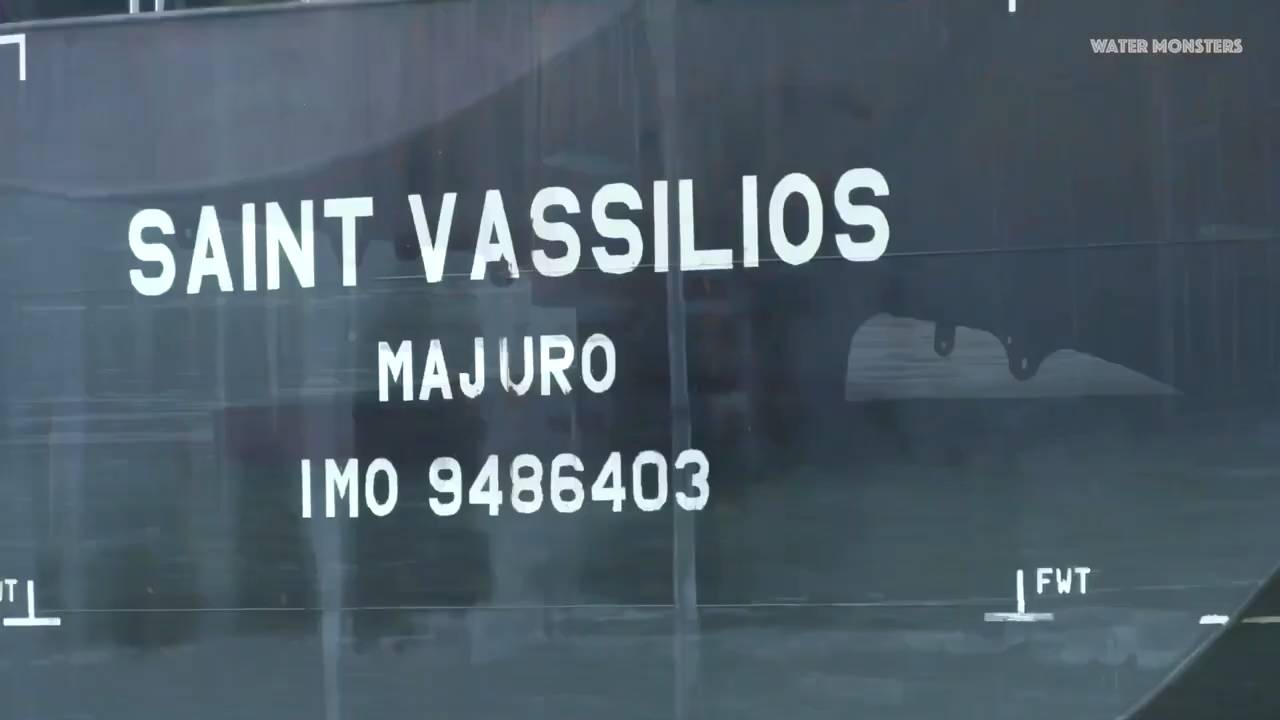 WATER MONSTERS
SAINT VASSILIOS
MAJURO
IMO 9486403
FWT